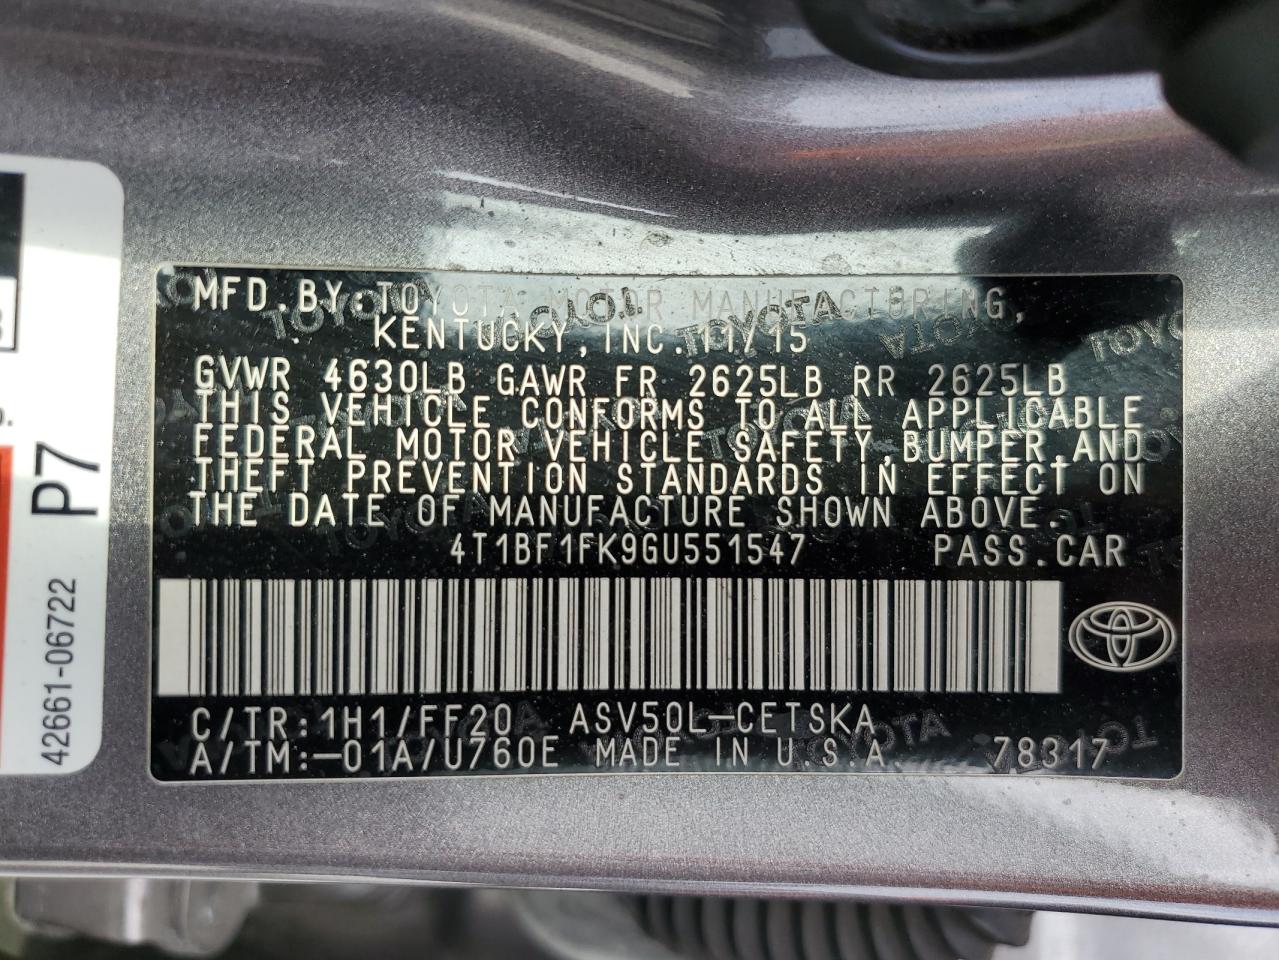 MFD.BY:TOYOTA MOTOR MANUFACTURING,
KENTUCKY, INC. 11/15
GVWR 4630LB GAWR FR 2625LB RR 2625LB
THIS VEHICLE CONFORMS TO ALL APPLICABLE
FEDERAL MOTOR VEHICLE SAFETY,BUMPER,AND
THEFT PREVENTION STANDARDS IN EFFECT ON
THE DATE OF MANUFACTURE SHOWN ABOVE.
4T1BF1FK9GU551547 PASS.CAR
C/TR:1H1/FF20 ASV50L-CETSKA
A/TM:-01A/U760E MADE IN U.S.A. 78317
P7
42661-06722